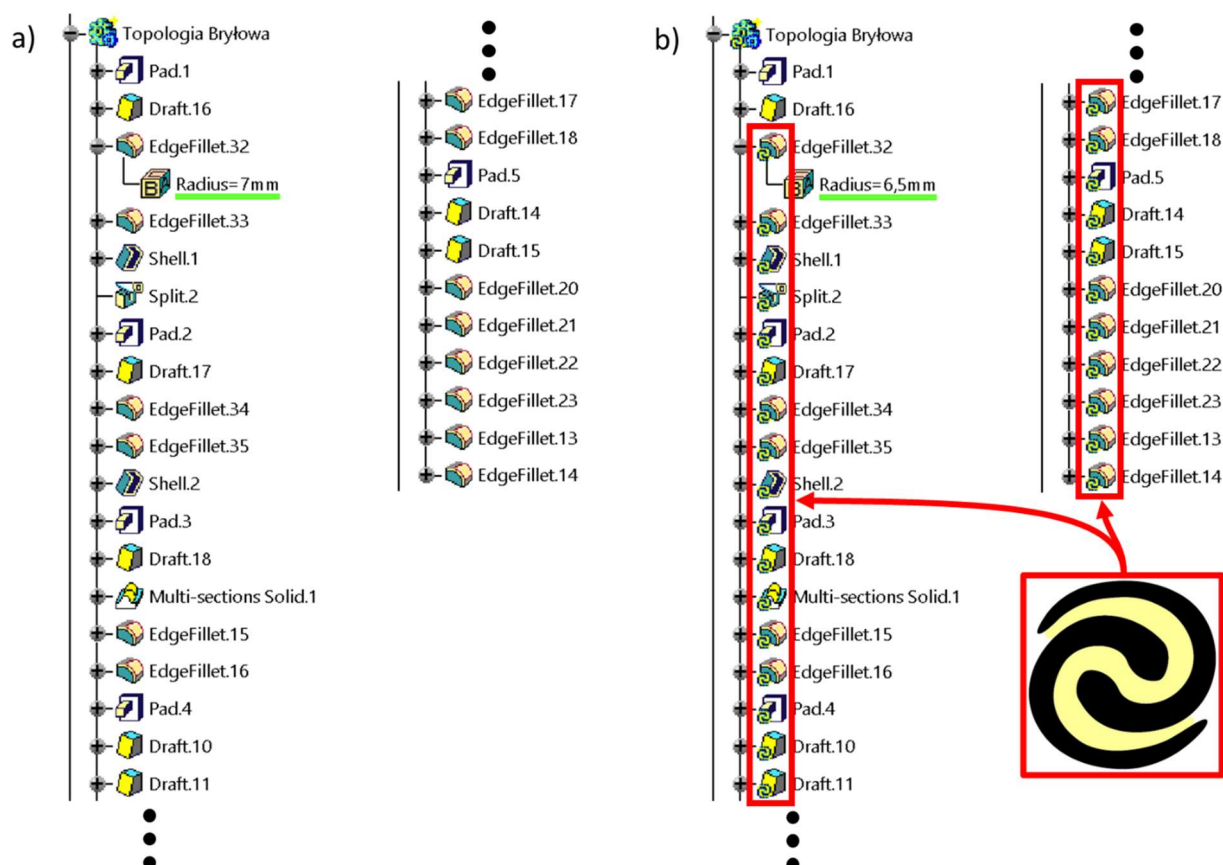 a)
Topologia Bryłowa
Pad.1
Draft.16
EdgeFillet.32
Radius=7mm
EdgeFillet.33
Shell.1
Split.2
Pad.2
Draft.17
EdgeFillet.34
EdgeFillet.35
Shell.2
Pad.3
Draft.18
Multi-sections Solid.1
EdgeFillet.15
EdgeFillet.16
Pad.4
Draft.10
Draft.11
EdgeFillet.17
EdgeFillet.18
Pad.5
Draft.14
Draft.15
EdgeFillet.20
EdgeFillet.21
EdgeFillet.22
EdgeFillet.23
EdgeFillet.13
EdgeFillet.14
b)
Topologia Bryłowa
Pad.1
Draft.16
EdgeFillet.32
Radius=6,5mm
EdgeFillet.33
Shell.1
Split.2
Pad.2
Draft.17
EdgeFillet.34
EdgeFillet.35
Shell.2
Pad.3
Draft.18
Multi-sections Solid.1
EdgeFillet.15
EdgeFillet.16
Pad.4
Draft.10
Draft.11
EdgeFillet.17
EdgeFillet.18
Pad.5
Draft.14
Draft.15
EdgeFillet.20
EdgeFillet.21
EdgeFillet.22
EdgeFillet.23
EdgeFillet.13
EdgeFillet.14